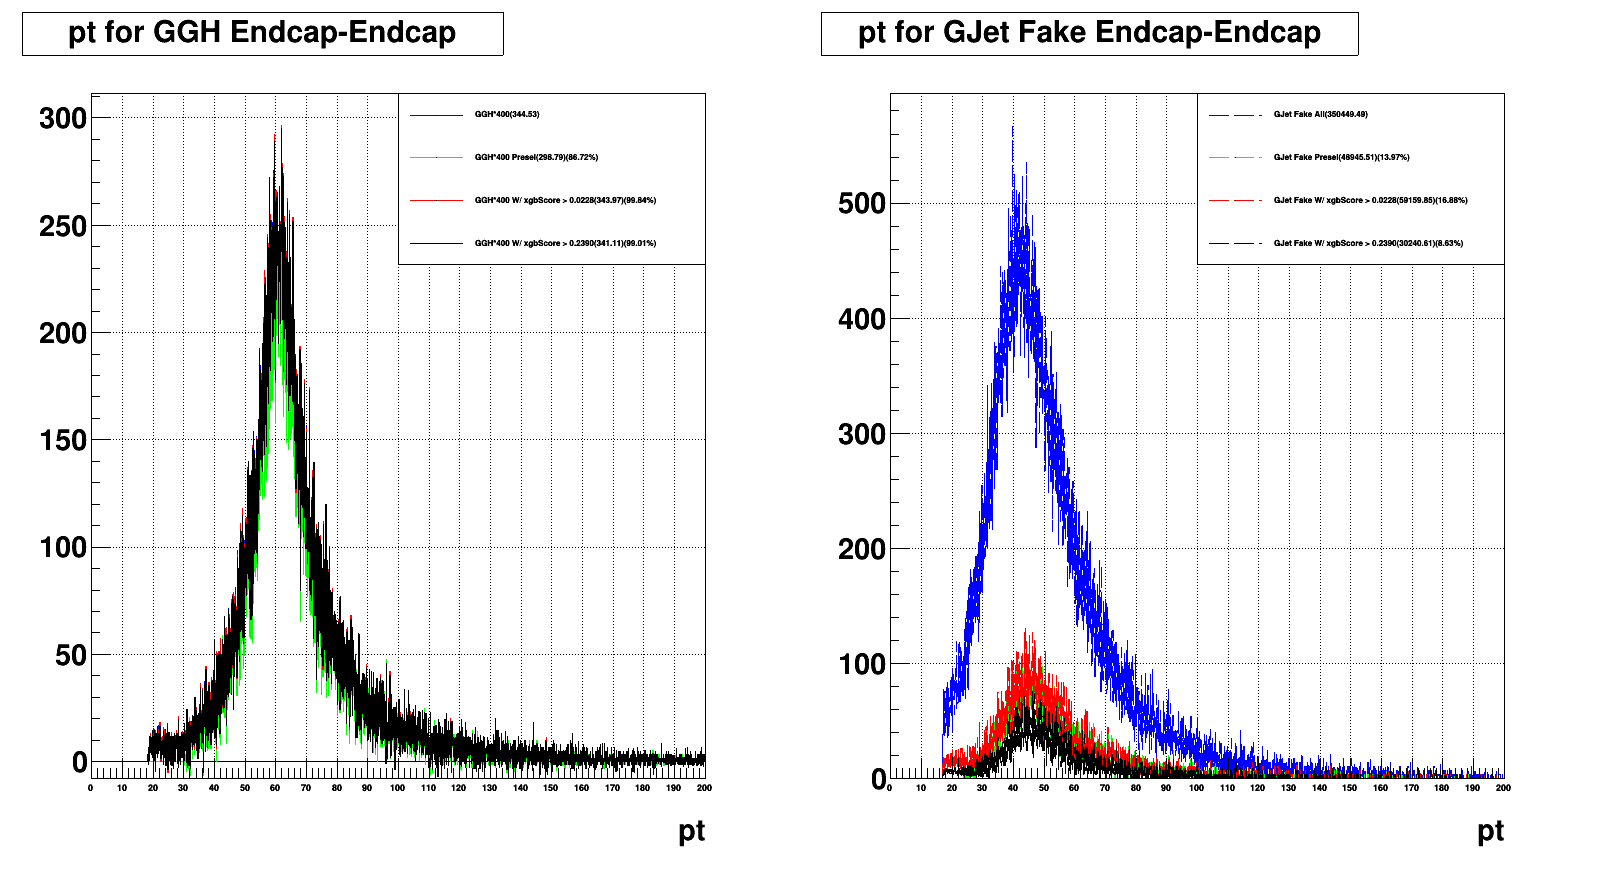 pt for GGH Endcap-Endcap
GGH*400(344.53)
GGH*400 Presel(298.79)(86.72%)
GGH*400 W/ xgbScore > 0.0228(343.97)(99.84%)
GGH*400 W/ xgbScore > 0.2390(341.11)(99.01%)
300
250
200
150
100
50
0
0 10 20 30 40 50 60 70 80 90 100 110 120 130 140 150 160 170 180 190 200
pt
pt for GJet Fake Endcap-Endcap
GJet Fake All(350449.49)
GJet Fake Presel(48945.51)(13.97%)
GJet Fake W/ xgbScore > 0.0228(59159.85)(16.88%)
GJet Fake W/ xgbScore > 0.2390(30240.61)(8.63%)
500
400
300
200
100
0
0 10 20 30 40 50 60 70 80 90 100 110 120 130 140 150 160 170 180 190 200
pt